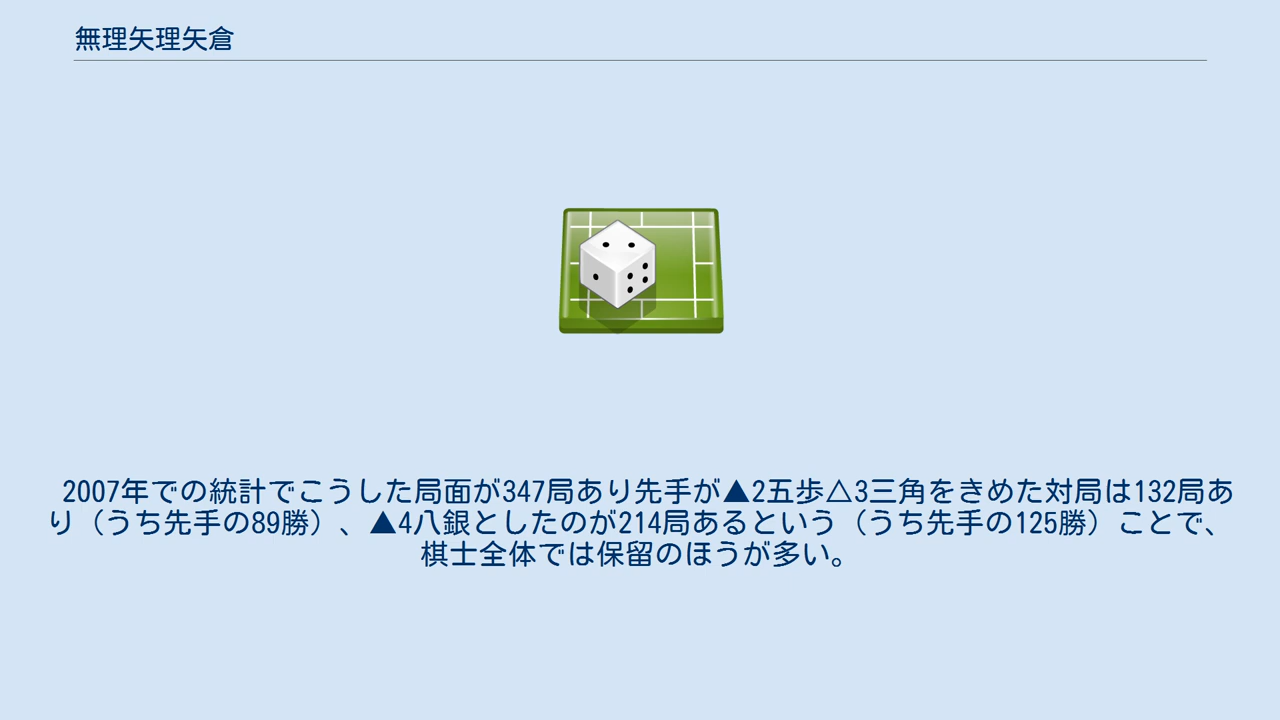 無理矢理矢倉
2007年での統計でこうした局面が347局あり先手が▲2五歩△3三角をきめた対局は132局あ
り（うち先手の89勝）、▲4八銀としたのが214局あるという（うち先手の125勝）ことで、
棋士全体では保留のほうが多い。